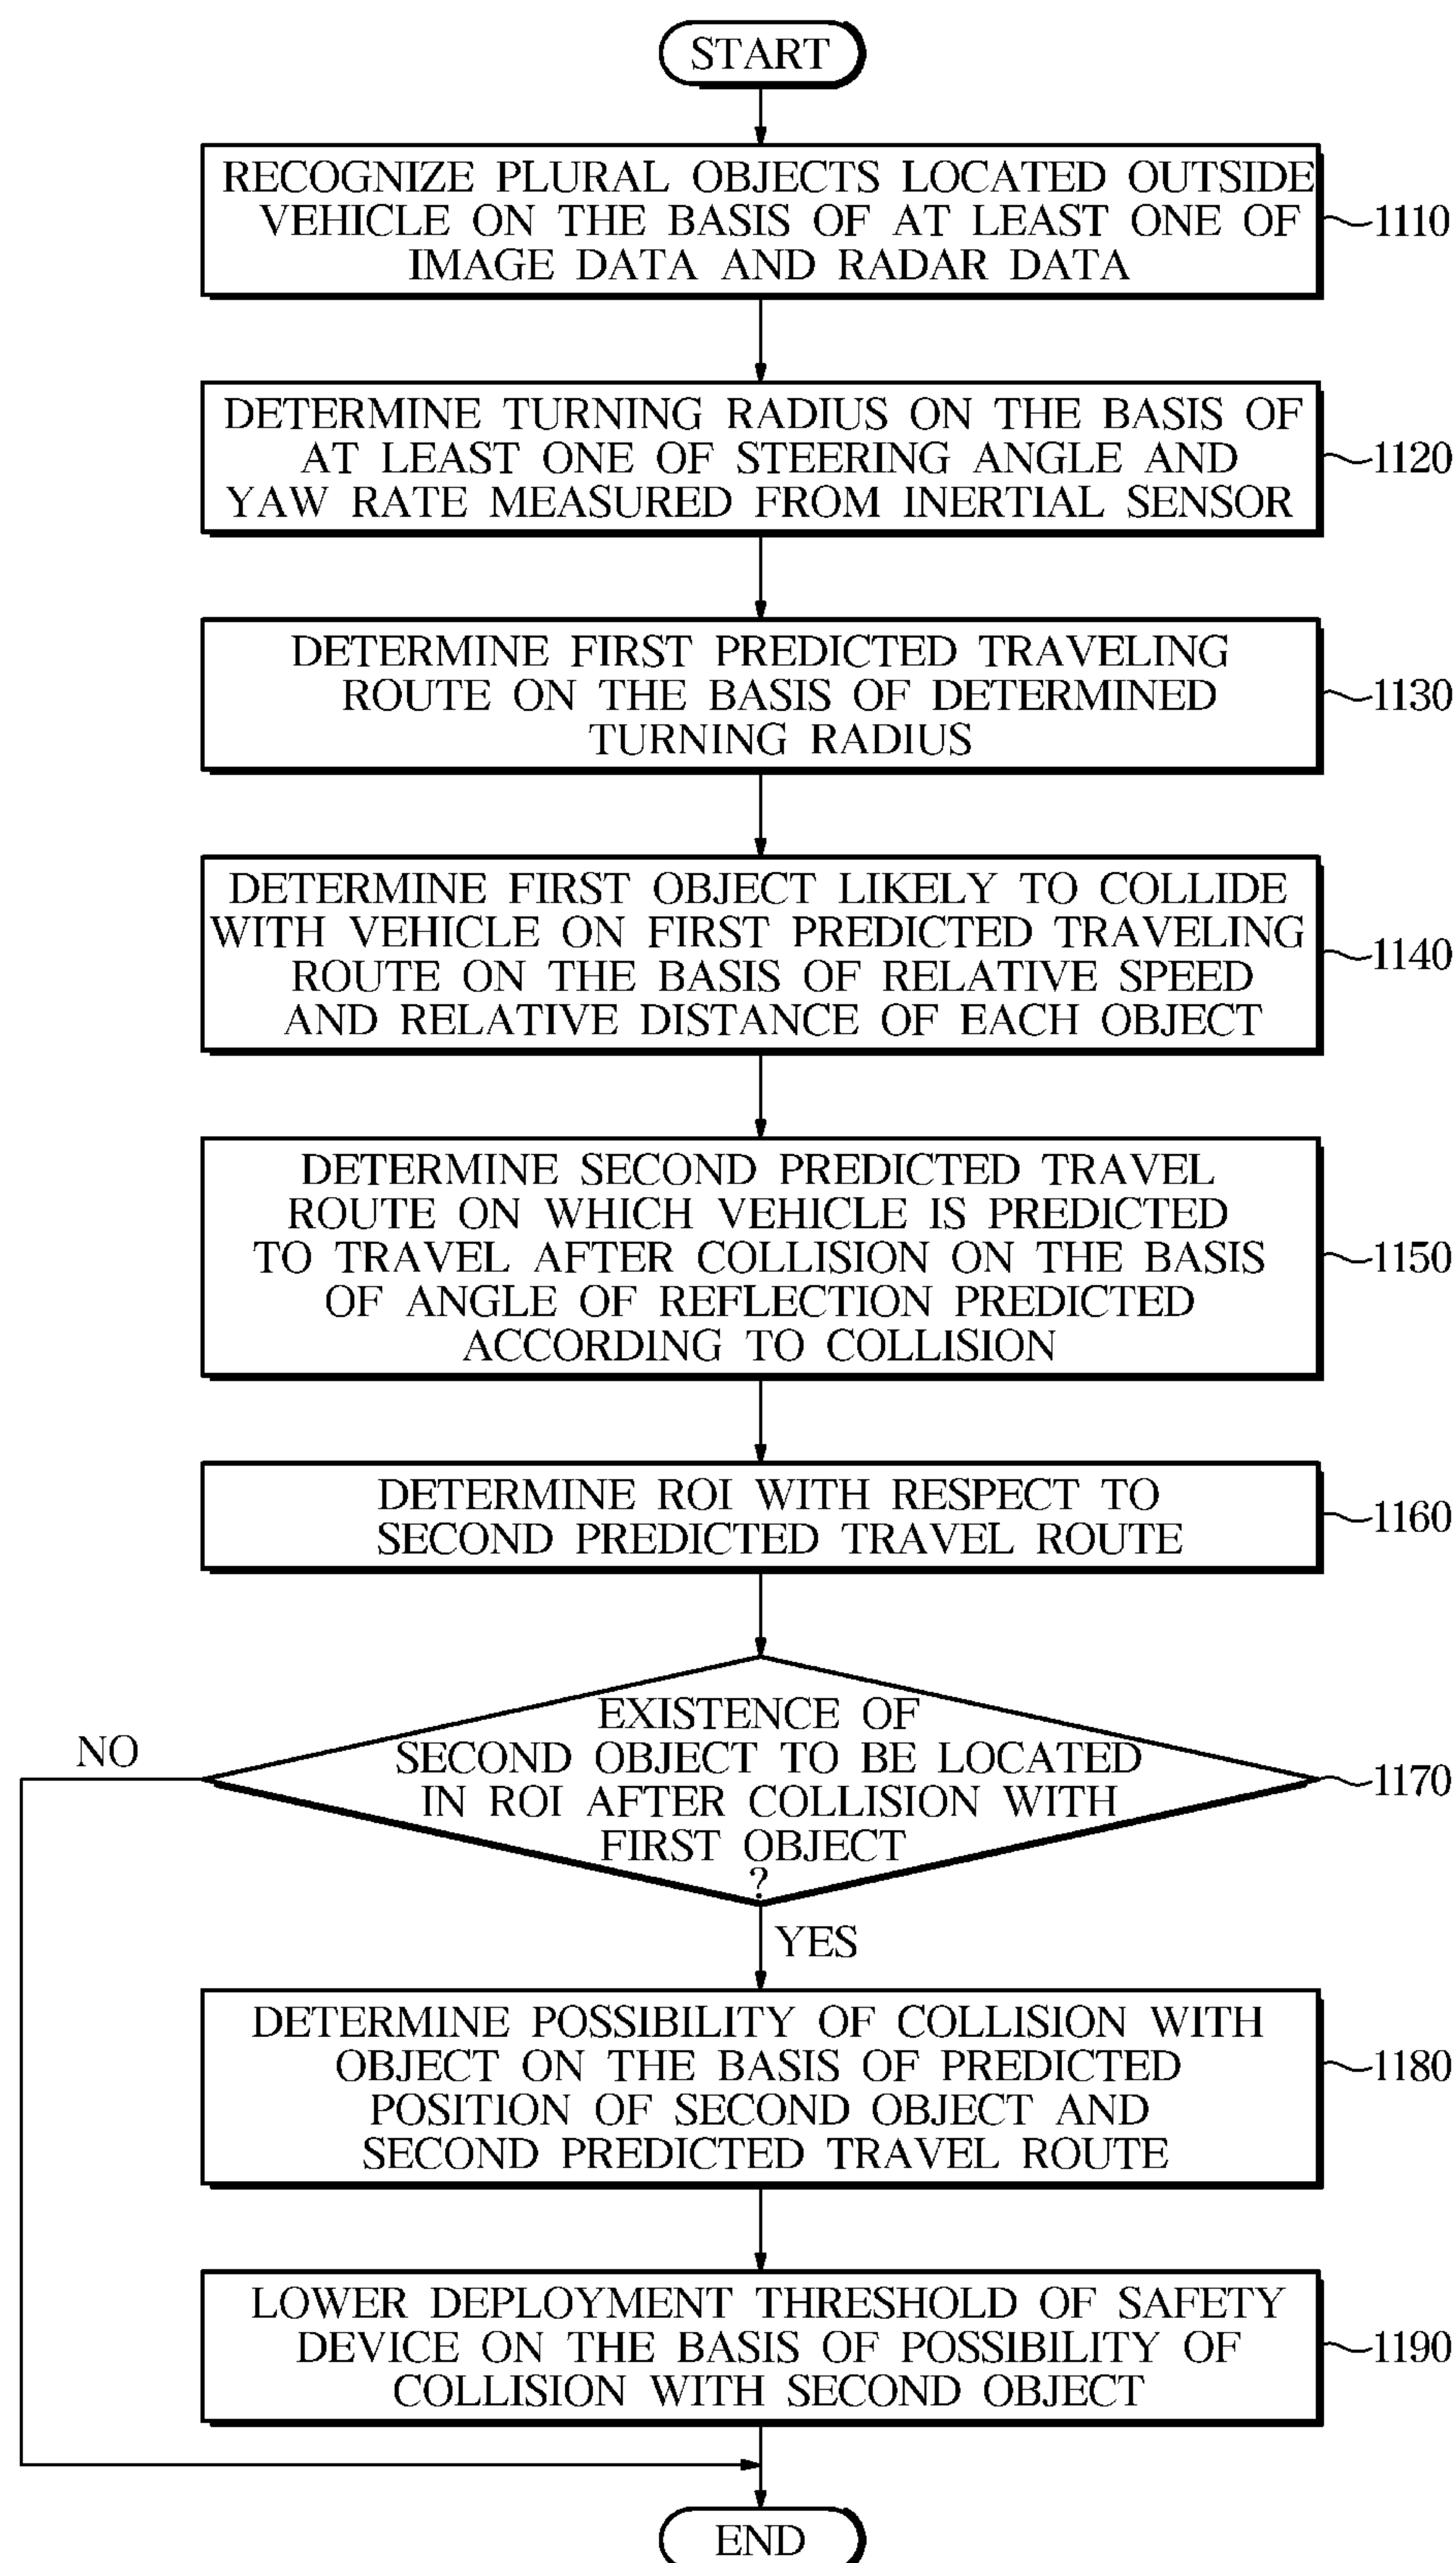 START
RECOGNIZE PLURAL OBJECTS LOCATED OUTSIDE
VEHICLE ON THE BASIS OF AT LEAST ONE OF
IMAGE DATA AND RADAR DATA
1110
DETERMINE TURNING RADIUS ON THE BASIS OF
AT LEAST ONE OF STEERING ANGLE AND
YAW RATE MEASURED FROM INERTIAL SENSOR
1120
DETERMINE FIRST PREDICTED TRAVELING
ROUTE ON THE BASIS OF DETERMINED
TURNING RADIUS
1130
DETERMINE FIRST OBJECT LIKELY TO COLLIDE
WITH VEHICLE ON FIRST PREDICTED TRAVELING
ROUTE ON THE BASIS OF RELATIVE SPEED
AND RELATIVE DISTANCE OF EACH OBJECT
1140
DETERMINE SECOND PREDICTED TRAVEL
ROUTE ON WHICH VEHICLE IS PREDICTED
TO TRAVEL AFTER COLLISION ON THE BASIS
OF ANGLE OF REFLECTION PREDICTED
ACCORDING TO COLLISION
1150
DETERMINE ROI WITH RESPECT TO
SECOND PREDICTED TRAVEL ROUTE
1160
NO
EXISTENCE OF
SECOND OBJECT TO BE LOCATED
IN ROI AFTER COLLISION WITH
FIRST OBJECT
?
1170
YES
DETERMINE POSSIBILITY OF COLLISION WITH
OBJECT ON THE BASIS OF PREDICTED
POSITION OF SECOND OBJECT AND
SECOND PREDICTED TRAVEL ROUTE
1180
LOWER DEPLOYMENT THRESHOLD OF SAFETY
DEVICE ON THE BASIS OF POSSIBILITY OF
COLLISION WITH SECOND OBJECT
1190
END